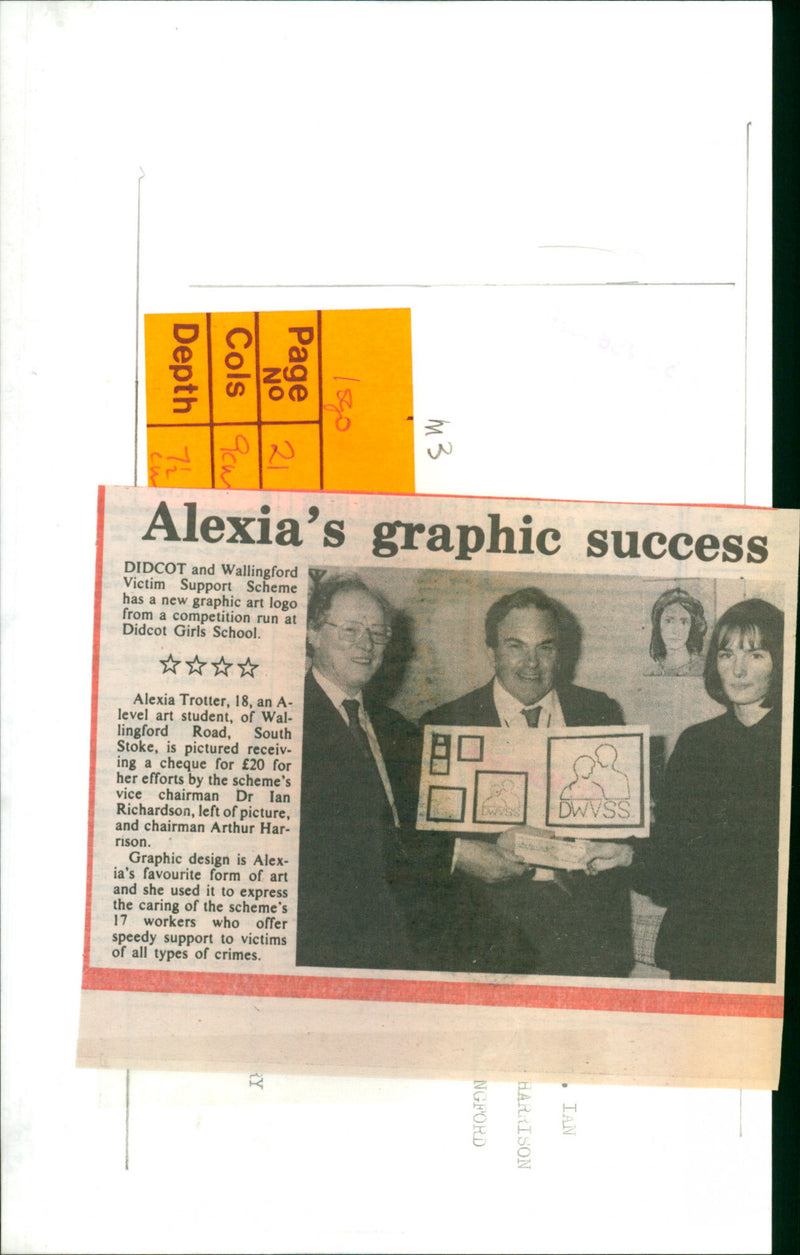 Page
No
21
Cols
9cm
Depth
7½
M3
Alexia's graphic success
DIDCOT and Wallingford
Victim Support Scheme
has a new graphic art logo
from a competition run at
Didcot Girls School.
☆☆☆☆
Alexia Trotter, 18, an A-
level art student, of Wal-
lingford Road, South
Stoke, is pictured receiv-
ing a cheque for £20 for
her efforts by the scheme's
vice chairman Dr Ian
Richardson, left of picture,
and chairman Arthur Har-
rison.
Graphic design is Alex-
ia's favourite form of art
and she used it to express
the caring of the scheme's
17 workers who offer
speedy support to victims
of all types of crimes.
DWVSS
DWVSS
IAN
HARRISON
NGFORD
RY